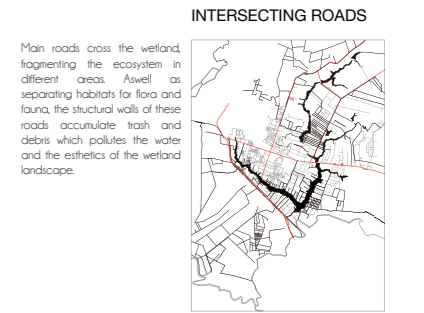 INTERSECTING ROADS
Main roads cross the wetland,
fragmenting the ecosystem in
different areas. Aswell as
separating habitats for flora and
fauna, the structural walls of these
roads accumulate trash and
debris which pollutes the water
and the esthetics of the wetland
landscape.